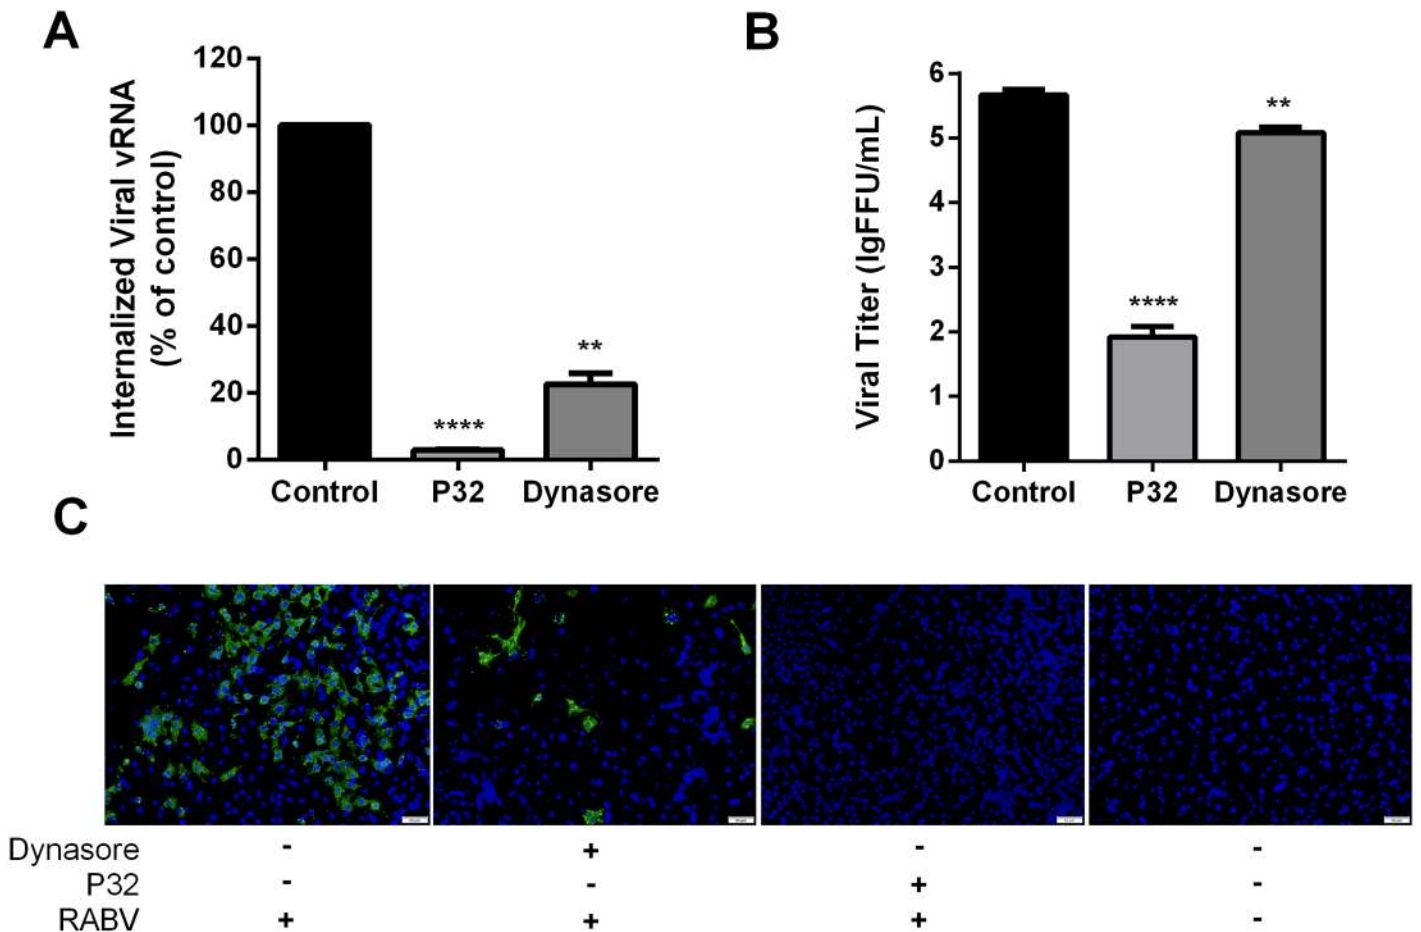 A
B
120
100
80
60
40
20
0
Internalized Viral vRNA
(% of control)
****
**
Control P32 Dynasore
6
5
4
3
2
1
0
Viral Titer (lgFFU/mL)
****
**
Control P32 Dynasore
C
Dynasore - + - -
P32 - - + -
RABV + + + -